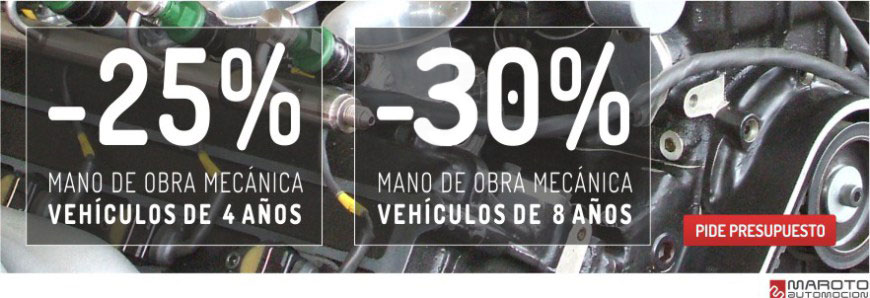 -25%
MANO DE OBRA MECÁNICA
VEHÍCULOS DE 4 AÑOS
-30%
MANO DE OBRA MECÁNICA
VEHÍCULOS DE 8 AÑOS
PIDE PRESUPUESTO
MAROTO
AUTOMOCION